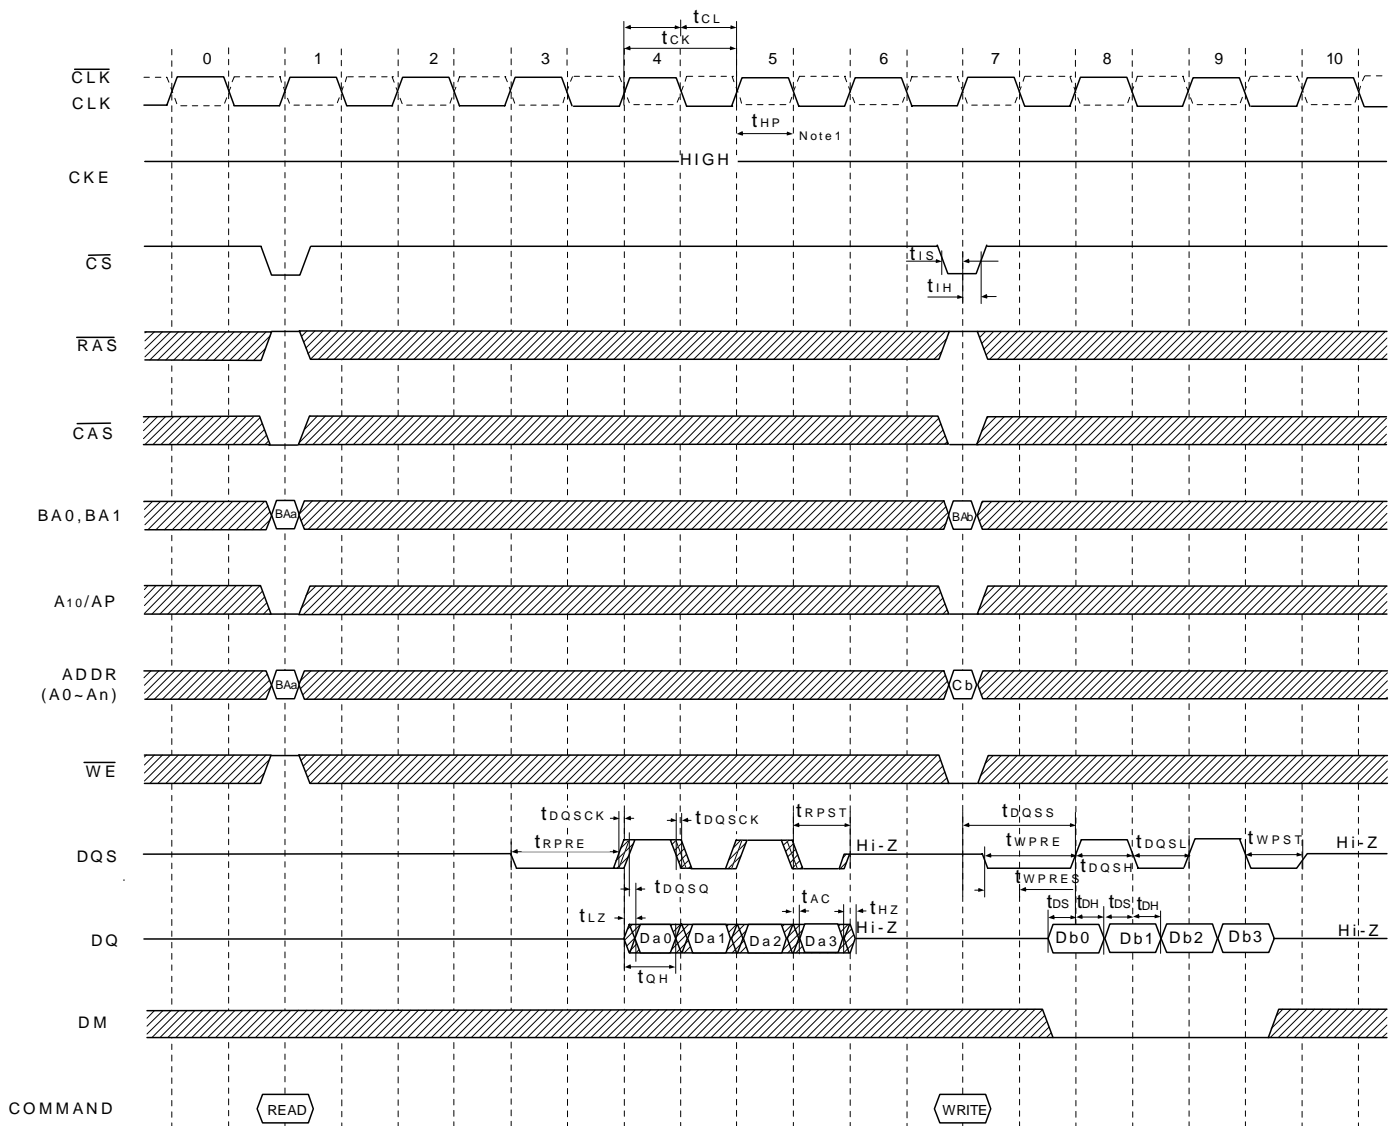 tCL
tCK
0 1 2 3 4 5 6 7 8 9 10
CLK
CLK
tHP Note1
HIGH
CKE
CS
tIS
tIH
RAS
CAS
BA0,BA1 BAa BAb
A10/AP
ADDR
(A0~An) BAa Cb
WE
tDQSCK tDQSCK tRPST tDQSS
tRPRE tWPRE tDQSL tWPST
DQS Hi-Z tDQSH Hi-Z
tDQSQ tWPRES
tLZ tAC tHZ tDS tDH tDS tDH
DQ Da0 Da1 Da2 Da3 Hi-Z Db0 Db1 Db2 Db3 Hi-Z
tQH
DM
COMMAND READ WRITE